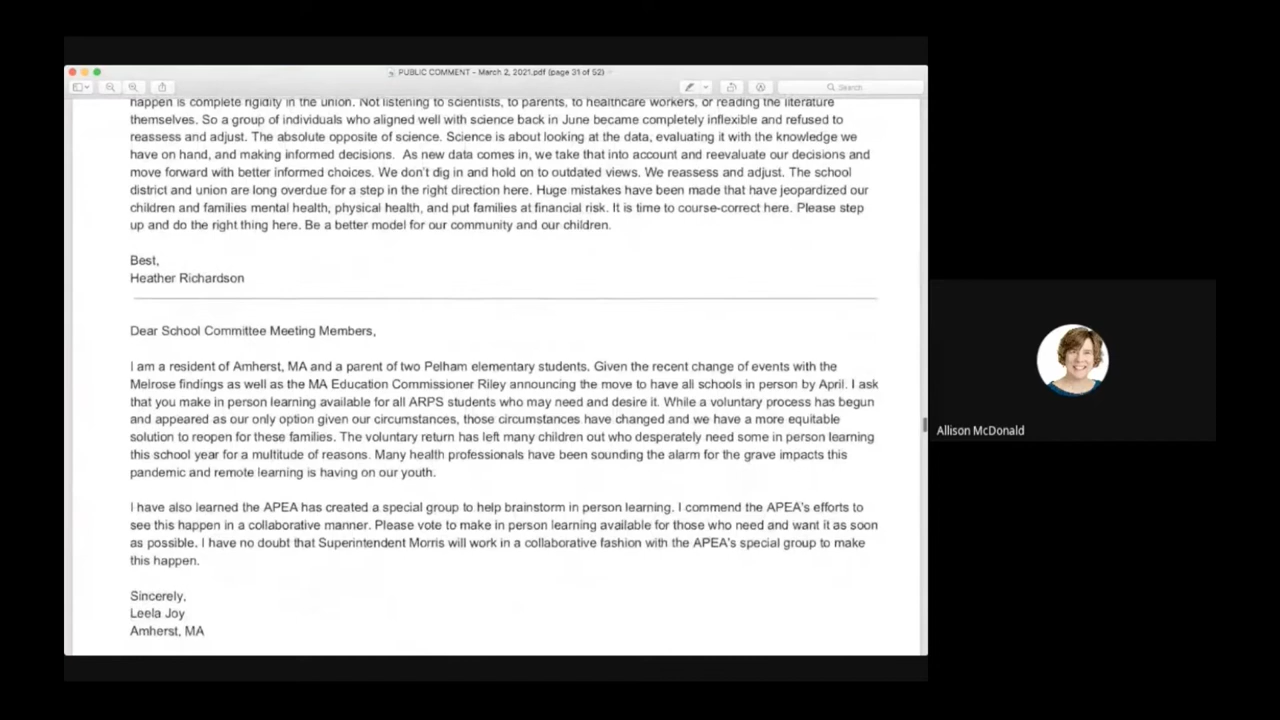 PUBLIC COMMENT - March 2, 2021.pdf (page 31 of 52)
Search
happen is complete rigidity in the union. Not listening to scientists, to parents, to healthcare workers, or reading the literature
themselves. So a group of individuals who aligned well with science back in June became completely inflexible and refused to
reassess and adjust. The absolute opposite of science. Science is about looking at the data, evaluating it with the knowledge we
have on hand, and making informed decisions.  As new data comes in, we take that into account and reevaluate our decisions and
move forward with better informed choices. We don't dig in and hold on to outdated views. We reassess and adjust. The school
district and union are long overdue for a step in the right direction here. Huge mistakes have been made that have jeopardized our
children and families mental health, physical health, and put families at financial risk. It is time to course-correct here. Please step
up and do the right thing here. Be a better model for our community and our children.
Best,
Heather Richardson
Dear School Committee Meeting Members,
I am a resident of Amherst, MA and a parent of two Pelham elementary students. Given the recent change of events with the
Melrose findings as well as the MA Education Commissioner Riley announcing the move to have all schools in person by April. I ask
that you make in person learning available for all ARPS students who may need and desire it. While a voluntary process has begun
and appeared as our only option given our circumstances, those circumstances have changed and we have a more equitable
solution to reopen for these families. The voluntary return has left many children out who desperately need some in person learning
this school year for a multitude of reasons. Many health professionals have been sounding the alarm for the grave impacts this
pandemic and remote learning is having on our youth.
I have also learned the APEA has created a special group to help brainstorm in person learning. I commend the APEA's efforts to
see this happen in a collaborative manner. Please vote to make in person learning available for those who need and want it as soon
as possible. I have no doubt that Superintendent Morris will work in a collaborative fashion with the APEA's special group to make
this happen.
Sincerely,
Leela Joy
Amherst, MA
Allison McDonald